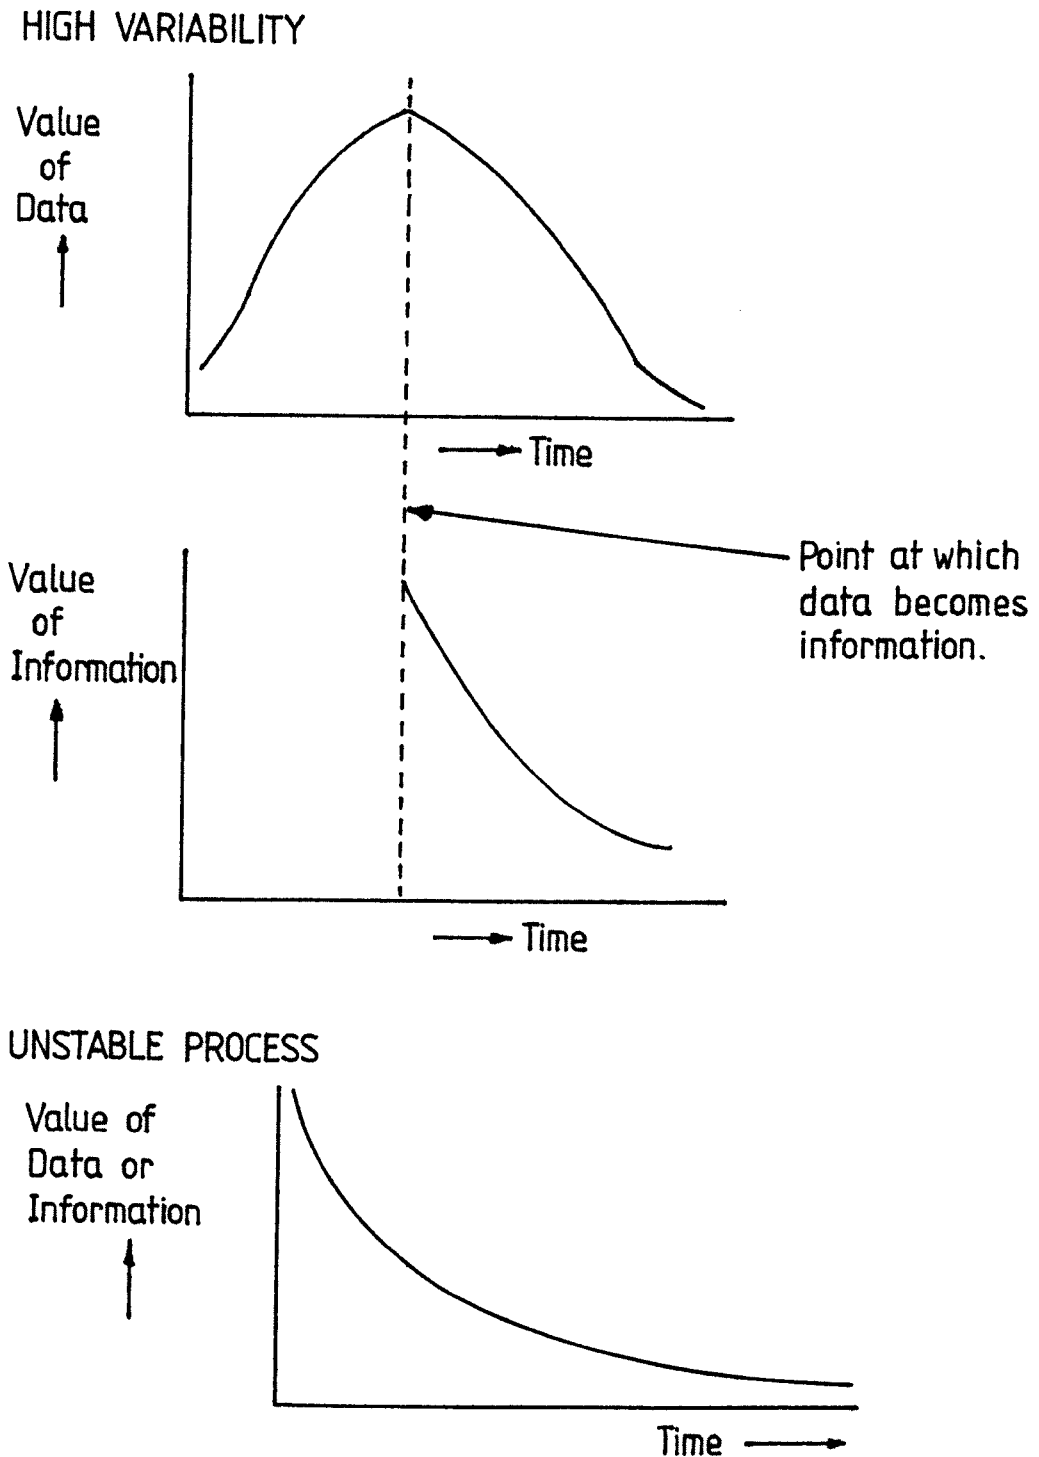 HIGH VARIABILITY
Value
of
Data
Time
Point at which
data becomes
information.
Value
of
Information
Time
UNSTABLE PROCESS
Value of
Data or
Information
Time